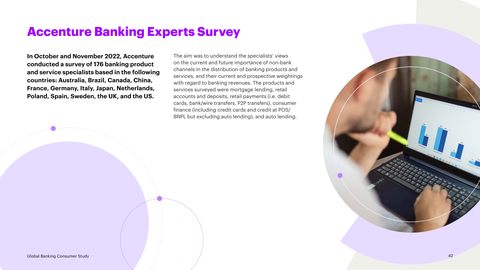 Accenture Banking Experts Survey
In October and November 2022, Accenture
conducted a survey of 176 banking product
and service specialists based in the following
countries: Australia, Brazil, Canada, China,
France, Germany, Italy, Japan, Netherlands,
Poland, Spain, Sweden, the UK, and the US.
The aim was to understand the specialists' views
on the current and future importance of non-bank
channels in the distribution of banking products and
services, and their current and prospective weightings
with regard to banking revenues. The products and
services surveyed were mortgage lending, retail
accounts and deposits, retail payments (i.e. debit
cards, bank/wire transfers, P2P transfers), consumer
finance (including credit cards and credit at POS/
BNPL but excluding auto lending), and auto lending.
Global Banking Consumer Study
42